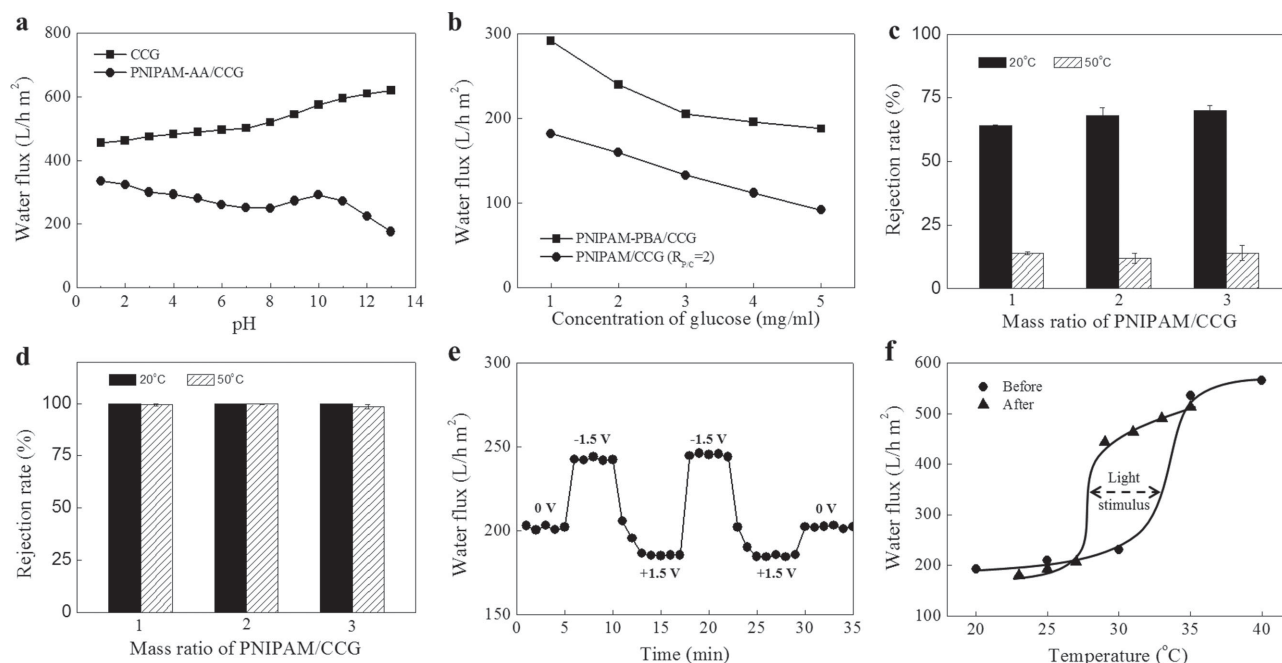 a
Water flux (L/h m²)
800
600
400
200
0
CCG
PNIPAM-AA/CCG
0 2 4 6 8 10 12 14
pH
b
Water flux (L/h m²)
300
200
100
0
PNIPAM-PBA/CCG
PNIPAM/CCG (R_P/C=2)
1 2 3 4 5
Concentration of glucose (mg/ml)
c
Rejection rate (%)
100
75
50
25
0
20°C 50°C
1 2 3
Mass ratio of PNIPAM/CCG
d
Rejection rate (%)
100
75
50
25
0
20°C 50°C
1 2 3
Mass ratio of PNIPAM/CCG
e
Water flux (L/h m²)
300
250
200
150
-1.5 V -1.5 V
0 V 0 V
+1.5 V +1.5 V
0 5 10 15 20 25 30 35
Time (min)
f
Water flux (L/h m²)
600
500
400
300
200
100
Before
After
Light
stimulus
20 25 30 35 40
Temperature (°C)